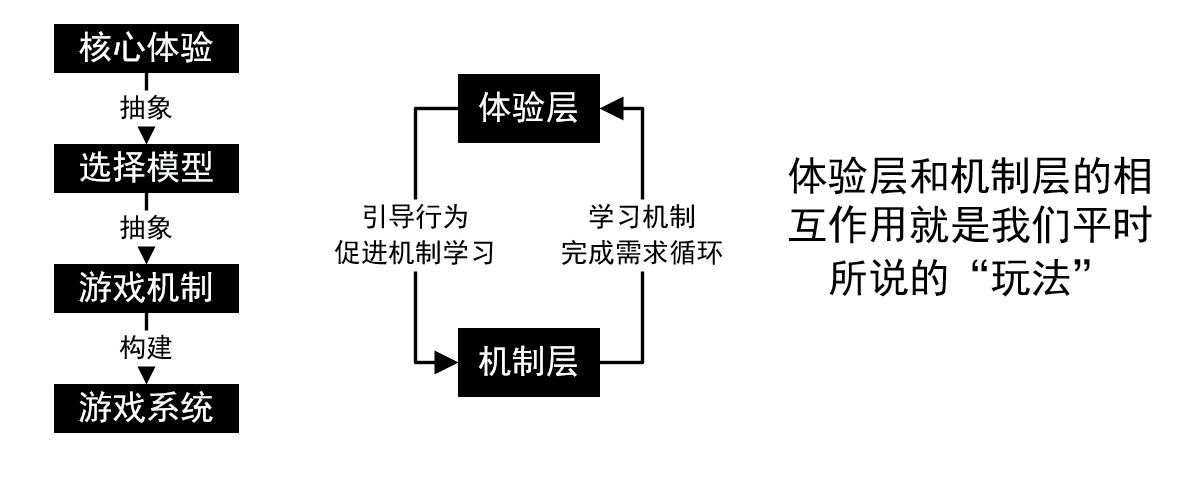 核心体验
抽象
选择模型
抽象
游戏机制
构建
游戏系统
体验层
引导行为
促进机制学习
学习机制
完成需求循环
机制层
体验层和机制层的相
互作用就是我们平时
所说的“玩法”